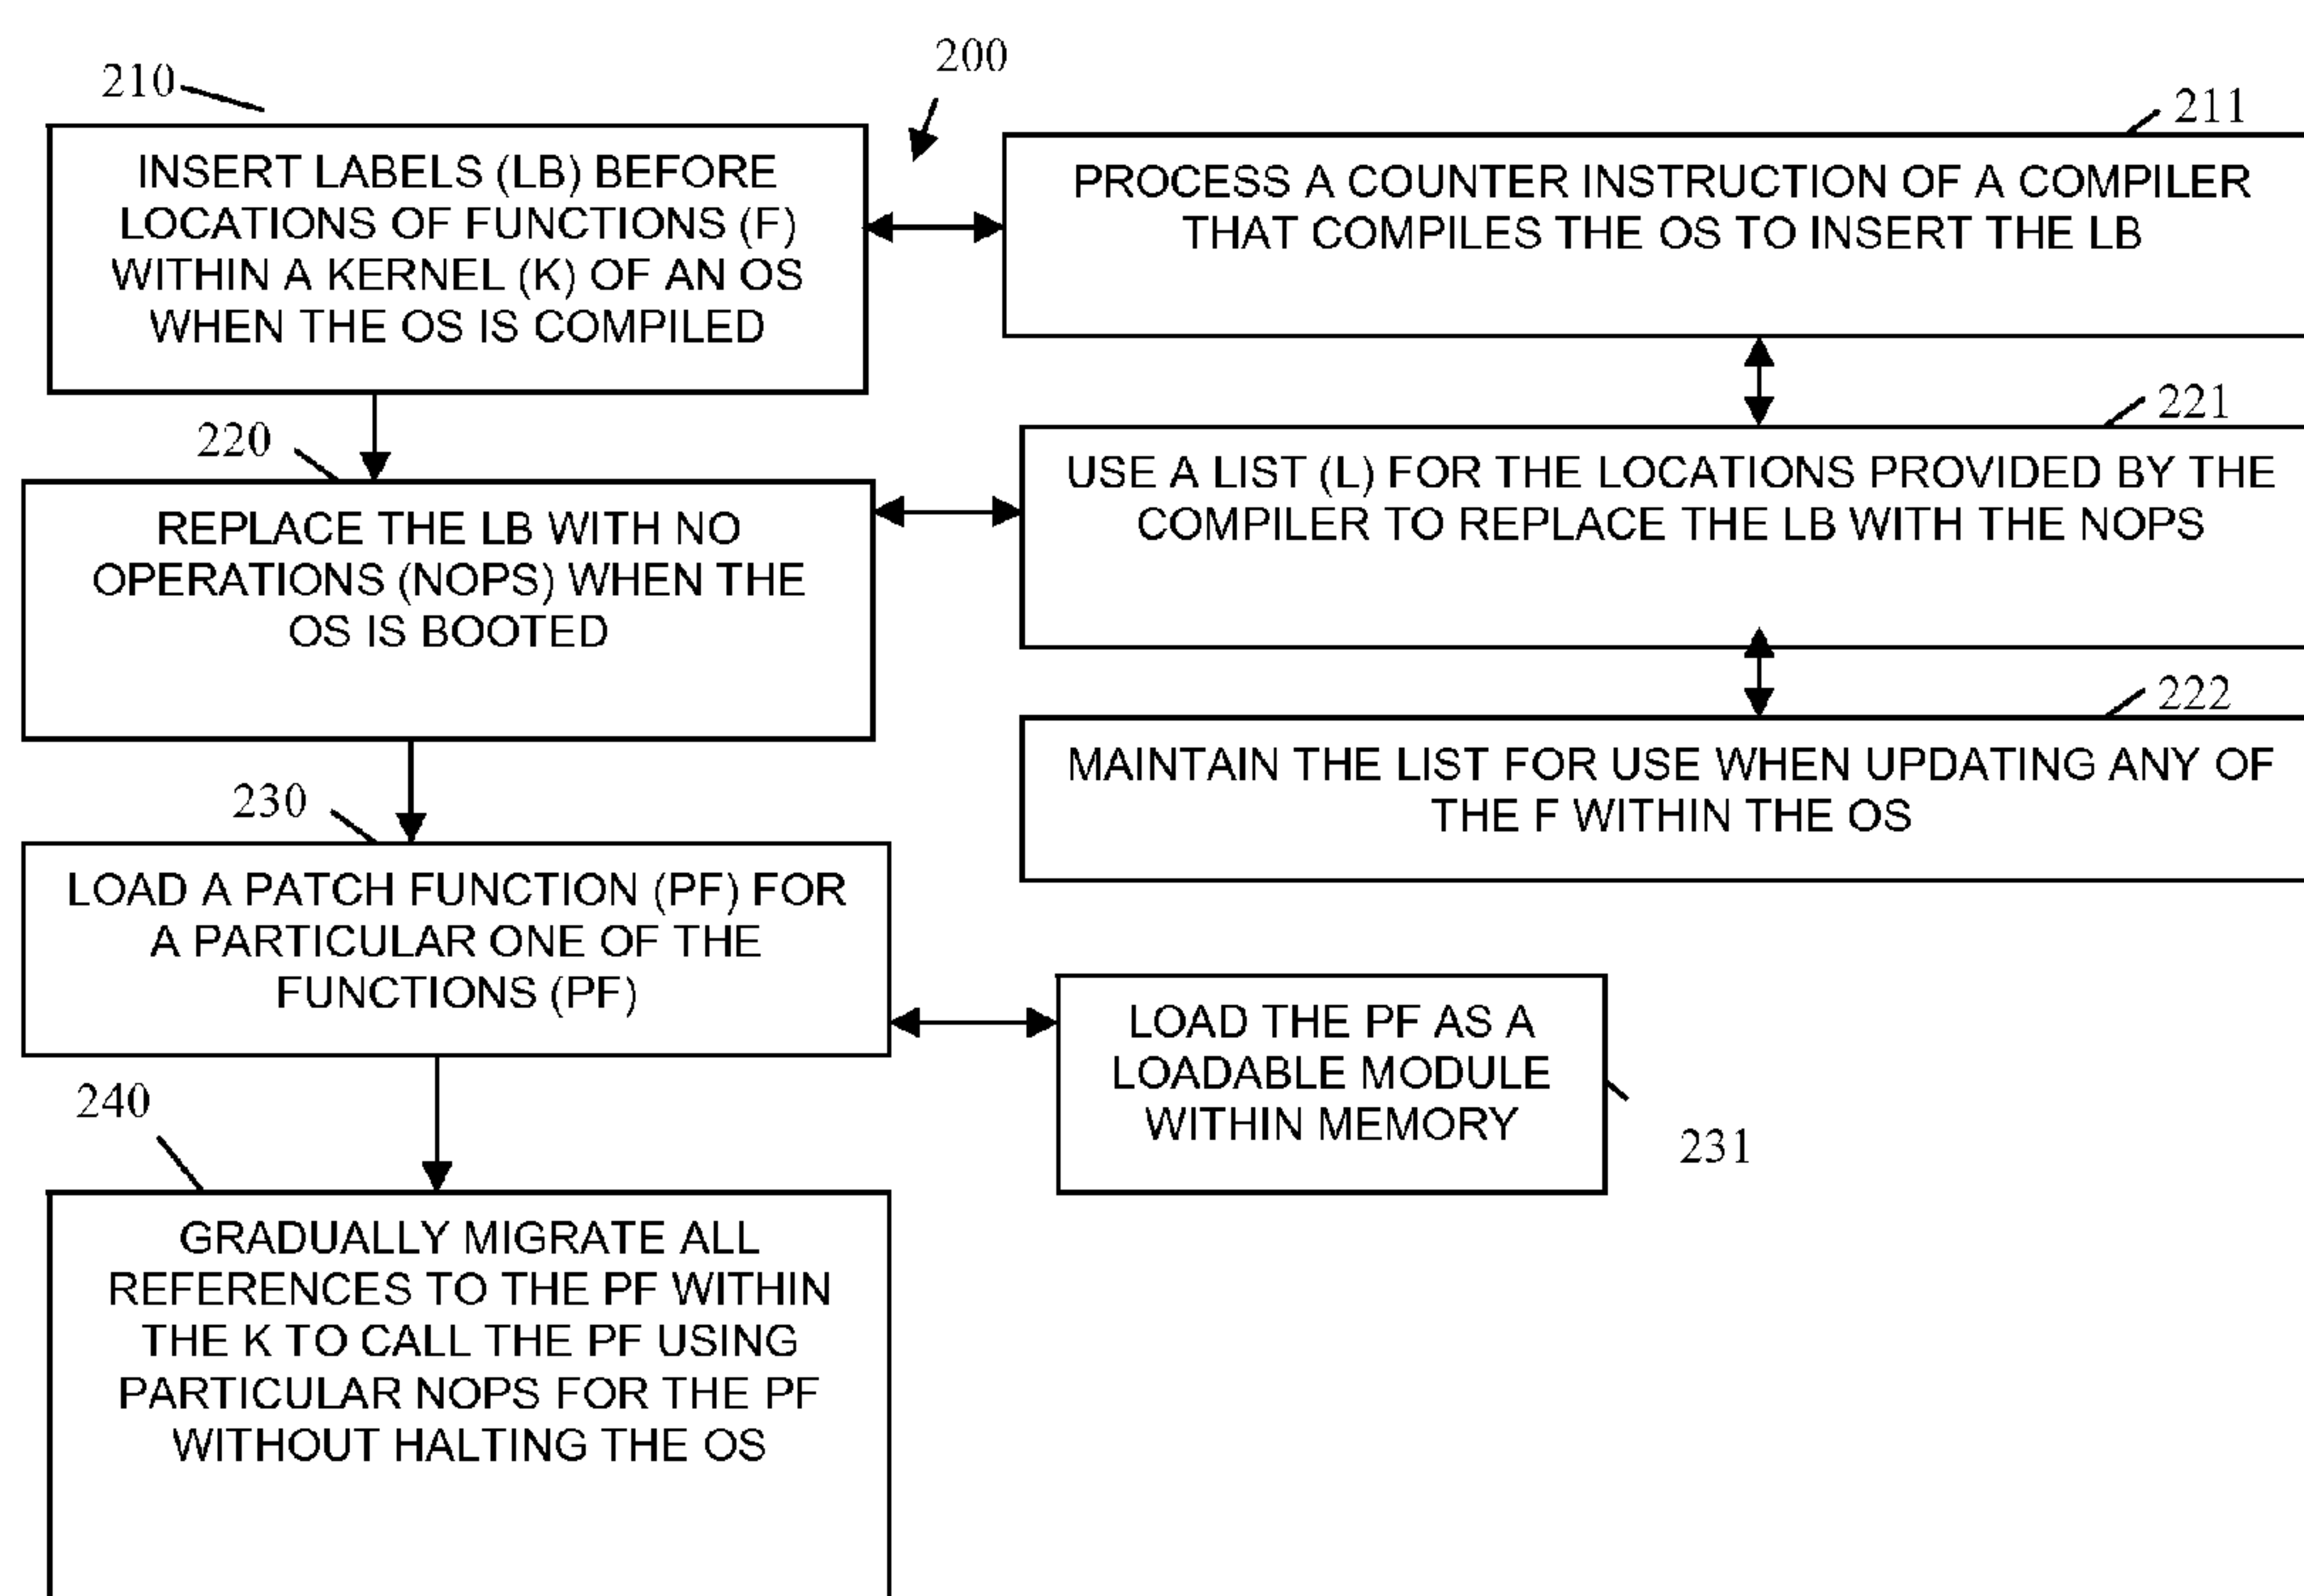 200
210
INSERT LABELS (LB) BEFORE
LOCATIONS OF FUNCTIONS (F)
WITHIN A KERNEL (K) OF AN OS
WHEN THE OS IS COMPILED
211
PROCESS A COUNTER INSTRUCTION OF A COMPILER
THAT COMPILES THE OS TO INSERT THE LB
220
REPLACE THE LB WITH NO
OPERATIONS (NOPS) WHEN THE
OS IS BOOTED
221
USE A LIST (L) FOR THE LOCATIONS PROVIDED BY THE
COMPILER TO REPLACE THE LB WITH THE NOPS
222
MAINTAIN THE LIST FOR USE WHEN UPDATING ANY OF
THE F WITHIN THE OS
230
LOAD A PATCH FUNCTION (PF) FOR
A PARTICULAR ONE OF THE
FUNCTIONS (PF)
LOAD THE PF AS A
LOADABLE MODULE
WITHIN MEMORY
231
240
GRADUALLY MIGRATE ALL
REFERENCES TO THE PF WITHIN
THE K TO CALL THE PF USING
PARTICULAR NOPS FOR THE PF
WITHOUT HALTING THE OS